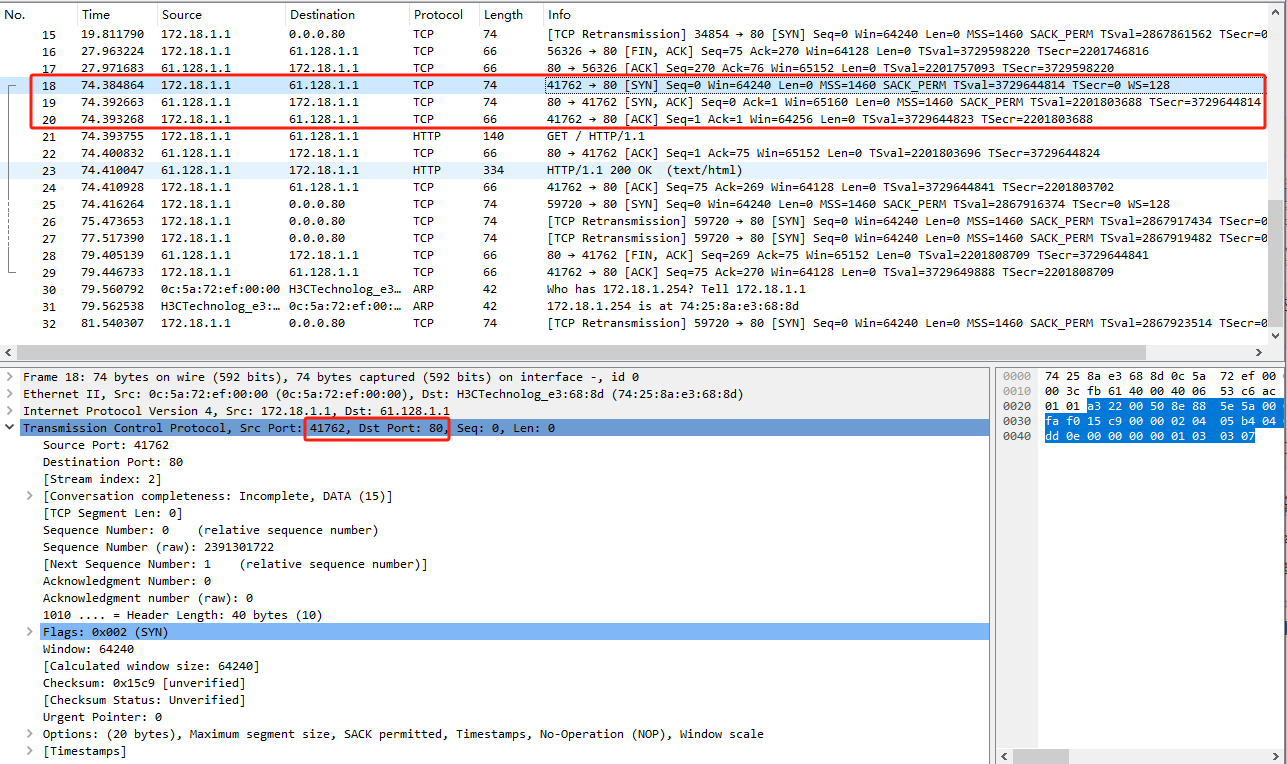 No. Time Source Destination Protocol Length Info
15 19.811790 172.18.1.1 0.0.0.80 TCP 74 [TCP Retransmission] 34854 → 80 [SYN] Seq=0 Win=64240 Len=0 MSS=1460 SACK_PERM TSval=2867861562 TSecr=0
16 27.963224 172.18.1.1 61.128.1.1 TCP 66 56326 → 80 [FIN, ACK] Seq=75 Ack=270 Win=64128 Len=0 TSval=3729598220 TSecr=2201746816
17 27.971683 61.128.1.1 172.18.1.1 TCP 66 80 → 56326 [ACK] Seq=270 Ack=76 Win=65152 Len=0 TSval=2201757093 TSecr=3729598220
18 74.384864 172.18.1.1 61.128.1.1 TCP 74 41762 → 80 [SYN] Seq=0 Win=64240 Len=0 MSS=1460 SACK_PERM TSval=3729644814 TSecr=0 WS=128
19 74.392663 61.128.1.1 172.18.1.1 TCP 74 80 → 41762 [SYN, ACK] Seq=0 Ack=1 Win=65160 Len=0 MSS=1460 SACK_PERM TSval=2201803688 TSecr=3729644814
20 74.393268 172.18.1.1 61.128.1.1 TCP 66 41762 → 80 [ACK] Seq=1 Ack=1 Win=64256 Len=0 TSval=3729644823 TSecr=2201803688
21 74.393755 172.18.1.1 61.128.1.1 HTTP 140 GET / HTTP/1.1
22 74.400832 61.128.1.1 172.18.1.1 TCP 66 80 → 41762 [ACK] Seq=1 Ack=75 Win=65152 Len=0 TSval=2201803696 TSecr=3729644824
23 74.410047 61.128.1.1 172.18.1.1 HTTP 334 HTTP/1.1 200 OK (text/html)
24 74.410928 172.18.1.1 61.128.1.1 TCP 66 41762 → 80 [ACK] Seq=75 Ack=269 Win=64128 Len=0 TSval=3729644841 TSecr=2201803702
25 74.416264 172.18.1.1 0.0.0.80 TCP 74 59720 → 80 [SYN] Seq=0 Win=64240 Len=0 MSS=1460 SACK_PERM TSval=2867916374 TSecr=0 WS=128
26 75.473653 172.18.1.1 0.0.0.80 TCP 74 [TCP Retransmission] 59720 → 80 [SYN] Seq=0 Win=64240 Len=0 MSS=1460 SACK_PERM TSval=2867917434 TSecr=0
27 77.517390 172.18.1.1 0.0.0.80 TCP 74 [TCP Retransmission] 59720 → 80 [SYN] Seq=0 Win=64240 Len=0 MSS=1460 SACK_PERM TSval=2867919482 TSecr=0
28 79.405139 61.128.1.1 172.18.1.1 TCP 66 80 → 41762 [FIN, ACK] Seq=269 Ack=75 Win=65152 Len=0 TSval=2201808709 TSecr=3729644841
29 79.446733 172.18.1.1 61.128.1.1 TCP 66 41762 → 80 [ACK] Seq=75 Ack=270 Win=64128 Len=0 TSval=3729649888 TSecr=2201808709
30 79.560792 0c:5a:72:ef:00:00 H3CTechnolog_e3… ARP 42 Who has 172.18.1.254? Tell 172.18.1.1
31 79.562538 H3CTechnolog_e3:… 0c:5a:72:ef:00:… ARP 42 172.18.1.254 is at 74:25:8a:e3:68:8d
32 81.540307 172.18.1.1 0.0.0.80 TCP 74 [TCP Retransmission] 59720 → 80 [SYN] Seq=0 Win=64240 Len=0 MSS=1460 SACK_PERM TSval=2867923514 TSecr=0
Frame 18: 74 bytes on wire (592 bits), 74 bytes captured (592 bits) on interface -, id 0
Ethernet II, Src: 0c:5a:72:ef:00:00 (0c:5a:72:ef:00:00), Dst: H3CTechnolog_e3:68:8d (74:25:8a:e3:68:8d)
Internet Protocol Version 4, Src: 172.18.1.1, Dst: 61.128.1.1
Transmission Control Protocol, Src Port: 41762, Dst Port: 80, Seq: 0, Len: 0
Source Port: 41762
Destination Port: 80
[Stream index: 2]
[Conversation completeness: Incomplete, DATA (15)]
[TCP Segment Len: 0]
Sequence Number: 0 (relative sequence number)
Sequence Number (raw): 2391301722
[Next Sequence Number: 1 (relative sequence number)]
Acknowledgment Number: 0
Acknowledgment number (raw): 0
1010 .... = Header Length: 40 bytes (10)
Flags: 0x002 (SYN)
Window: 64240
[Calculated window size: 64240]
Checksum: 0x15c9 [unverified]
[Checksum Status: Unverified]
Urgent Pointer: 0
Options: (20 bytes), Maximum segment size, SACK permitted, Timestamps, No-Operation (NOP), Window scale
[Timestamps]
0000 74 25 8a e3 68 8d 0c 5a 72 ef 00
0010 00 3c fb 61 40 00 40 06 53 c6 ac
0020 01 01 a3 22 00 50 8e 88 5e 5a 00
0030 fa f0 15 c9 00 00 02 04 05 b4 04
0040 dd 0e 00 00 00 00 01 03 03 07